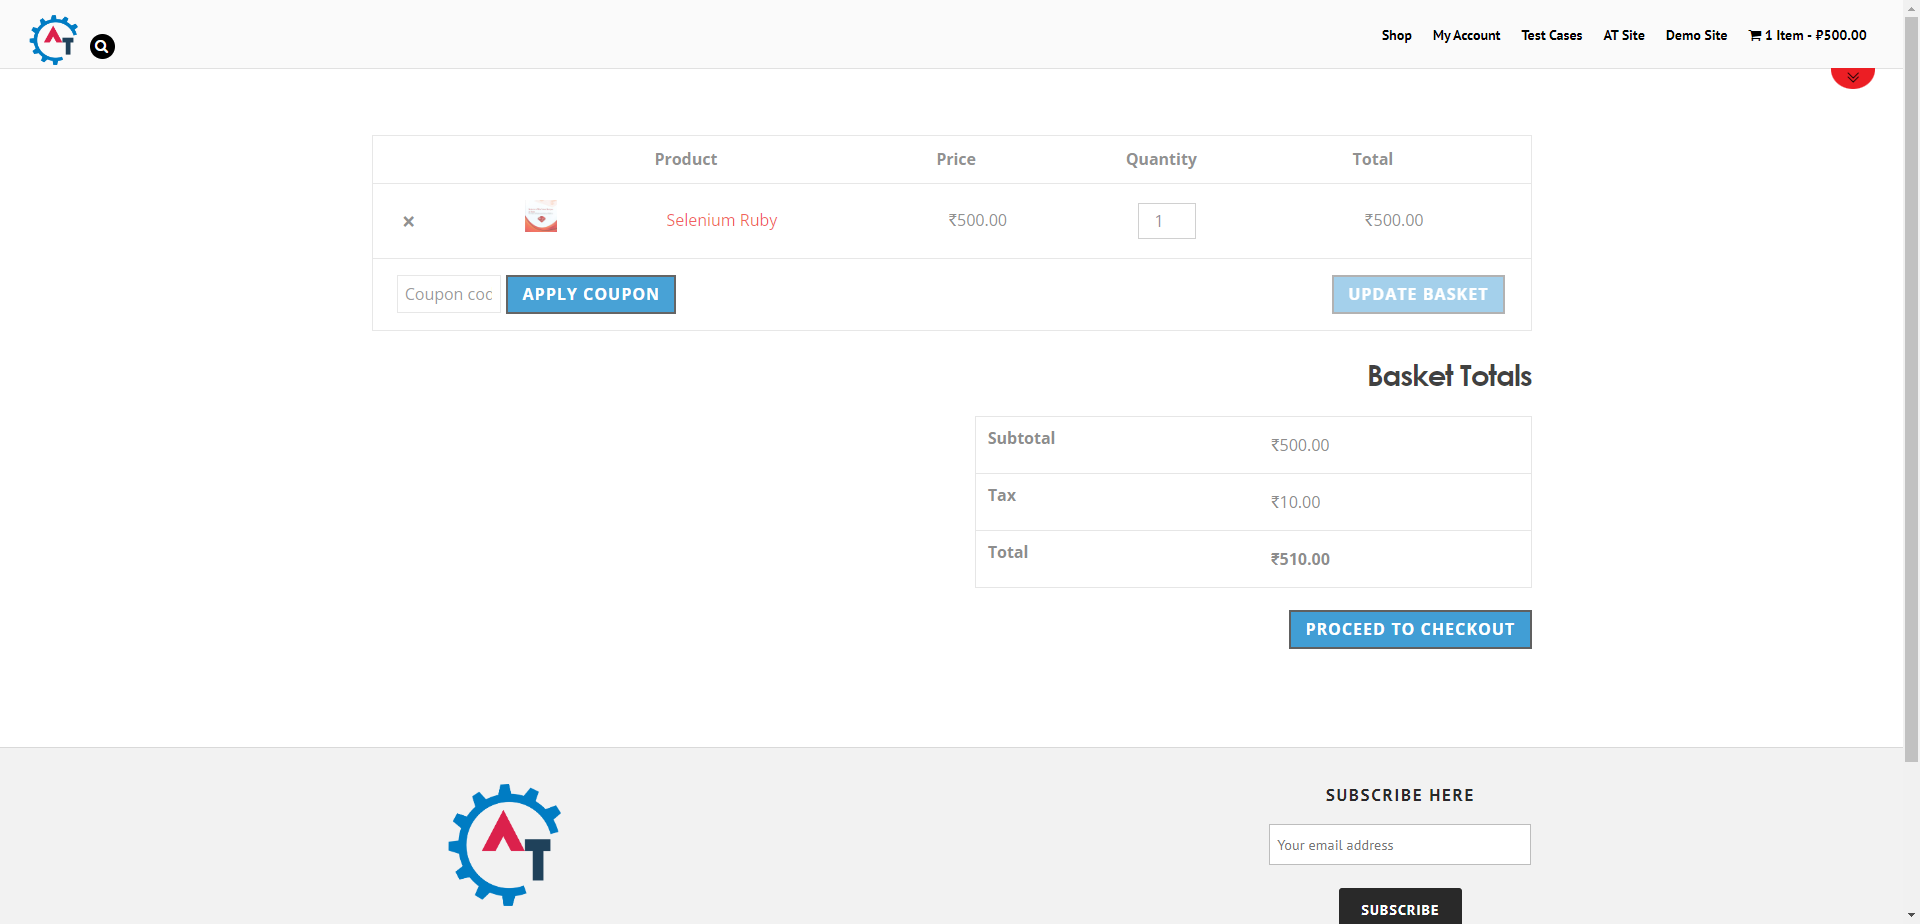 AT
Shop My Account Test Cases AT Site Demo Site 1 Item - ₽500.00
Product Price Quantity Total
× Selenium Ruby ₹500.00 1 ₹500.00
Coupon coc APPLY COUPON UPDATE BASKET
Basket Totals
Subtotal ₹500.00
Tax ₹10.00
Total ₹510.00
PROCEED TO CHECKOUT
AT
SUBSCRIBE HERE
Your email address
SUBSCRIBE